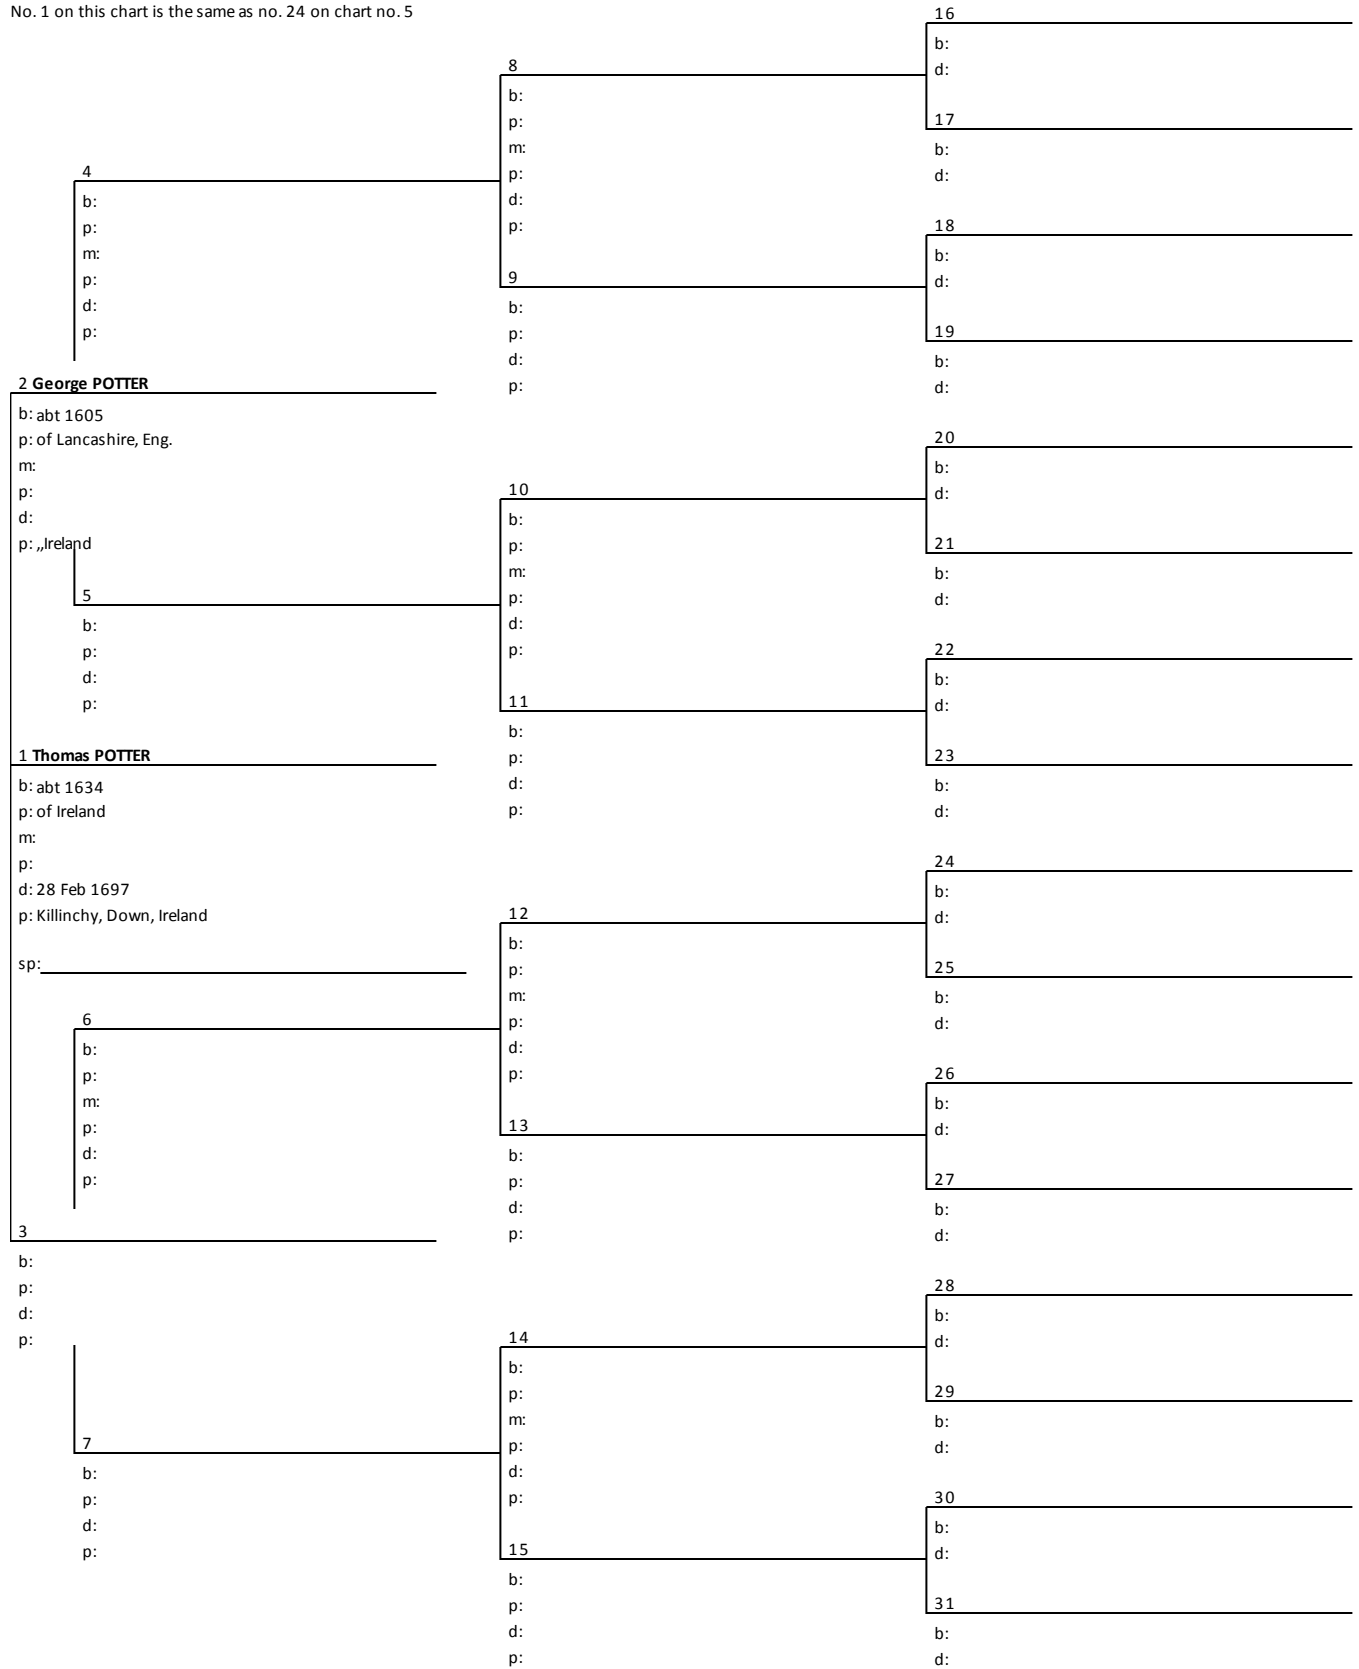 No. 1 on this chart is the same as no. 24 on chart no. 5
4
b:
p:
m:
p:
d:
p:
2 George POTTER
b: abt 1605
p: of Lancashire, Eng.
m:
p:
d:
p: ,,Ireland
5
b:
p:
d:
p:
1 Thomas POTTER
b: abt 1634
p: of Ireland
m:
p:
d: 28 Feb 1697
p: Killinchy, Down, Ireland
sp:
6
b:
p:
m:
p:
d:
p:
3
b:
p:
d:
p:
7
b:
p:
d:
p:
8
b:
p:
m:
p:
d:
p:
9
b:
p:
d:
p:
10
b:
p:
m:
p:
d:
p:
11
b:
p:
d:
p:
12
b:
p:
m:
p:
d:
p:
13
b:
p:
d:
p:
14
b:
p:
m:
p:
d:
p:
15
b:
p:
d:
p:
16
b:
d:
17
b:
d:
18
b:
d:
19
b:
d:
20
b:
d:
21
b:
d:
22
b:
d:
23
b:
d:
24
b:
d:
25
b:
d:
26
b:
d:
27
b:
d:
28
b:
d:
29
b:
d:
30
b:
d:
31
b:
d: